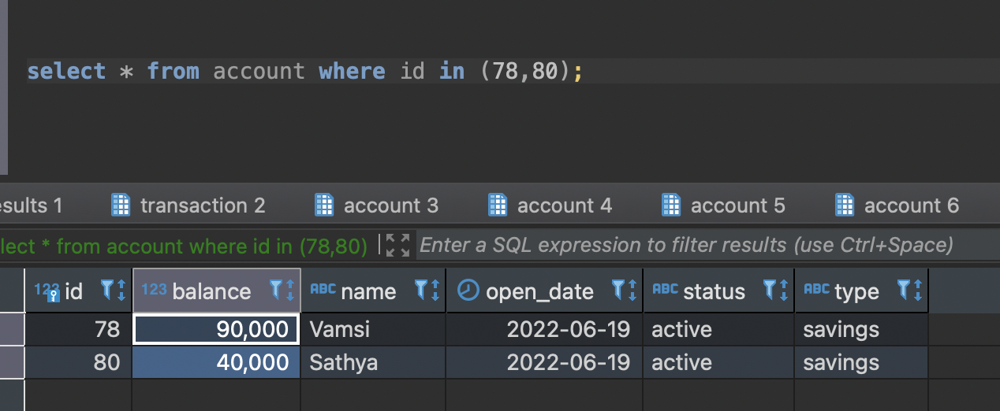 select * from account where id in (78,80);
esults 1 transaction 2 account 3 account 4 account 5 account 6
lect * from account where id in (78,80) Enter a SQL expression to filter results (use Ctrl+Space)
123 id 123 balance ABC name open_date ABC status ABC type
78 90,000 Vamsi 2022-06-19 active savings
80 40,000 Sathya 2022-06-19 active savings